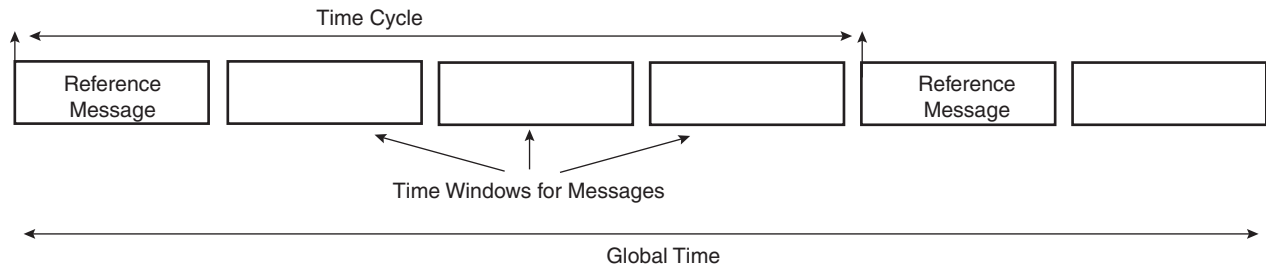 Time Cycle
Reference
Message
Reference
Message
Time Windows for Messages
Global Time